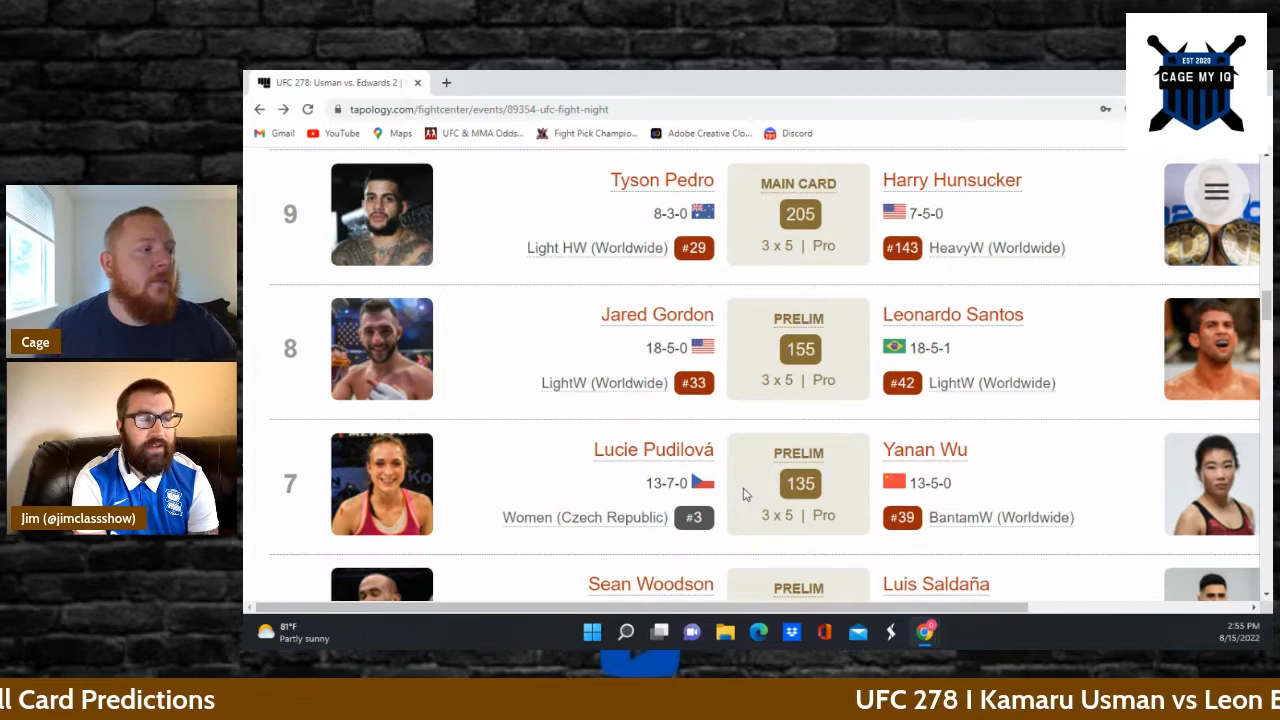 EST 2020
CAGE MY IQ
UFC 278: Usman vs. Edwards 2 |
tapology.com/fightcenter/events/89354-ufc-fight-night
Gmail YouTube Maps UFC & MMA Odds... Fight Pick Champio... Adobe Creative Clo... Discord
9
Tyson Pedro
8-3-0
Light HW (Worldwide) #29
MAIN CARD
205
3 x 5 | Pro
Harry Hunsucker
7-5-0
#143 HeavyW (Worldwide)
8
Jared Gordon
18-5-0
LightW (Worldwide) #33
PRELIM
155
3 x 5 | Pro
Leonardo Santos
18-5-1
#42 LightW (Worldwide)
7
Lucie Pudilová
13-7-0
Women (Czech Republic) #3
PRELIM
135
3 x 5 | Pro
Yanan Wu
13-5-0
#39 BantamW (Worldwide)
Sean Woodson
PRELIM
Luis Saldaña
Cage
Jim (@jimclassshow)
81°F
Partly sunny
2:55 PM
8/15/2022
ll Card Predictions
UFC 278 I Kamaru Usman vs Leon E